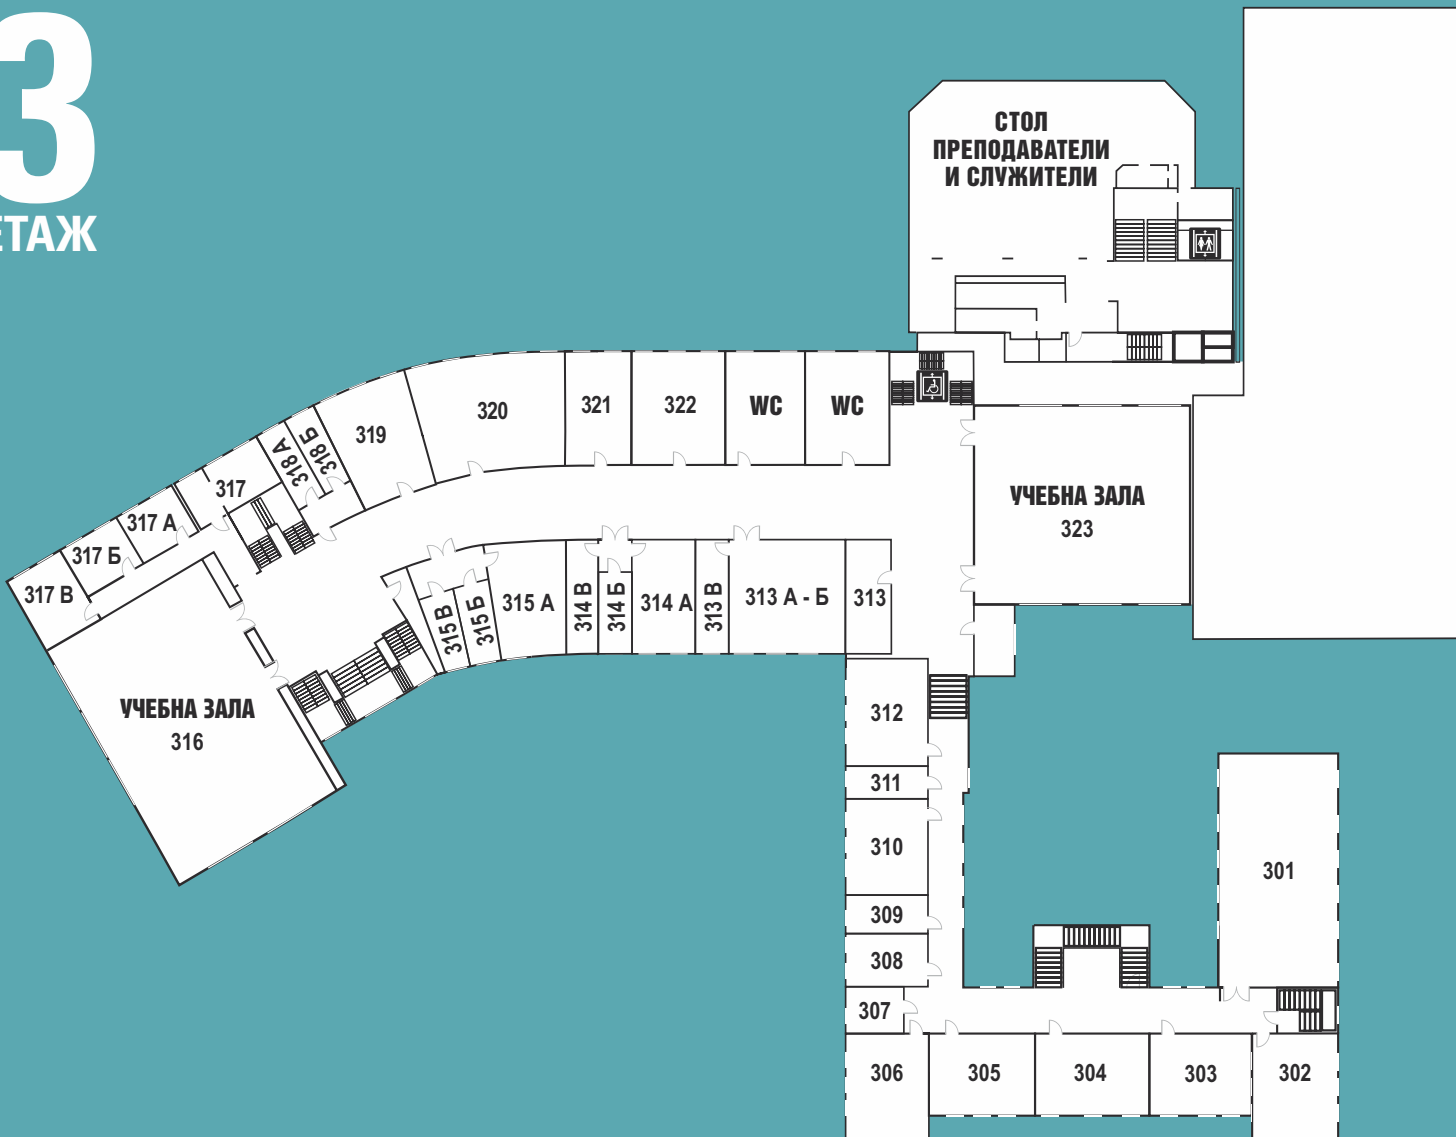 3
ЕТАЖ
СТОЛ
ПРЕПОДАВАТЕЛИ
И СЛУЖИТЕЛИ
320
321
322
WC
WC
319
318 Б
318 А
317
317 А
317 Б
317 В
УЧЕБНА ЗАЛА
323
УЧЕБНА ЗАЛА
316
315 В
315 Б
315 А
314 В
314 Б
314 А
313 В
313 А - Б
313
312
311
310
309
308
307
306
305
304
303
302
301